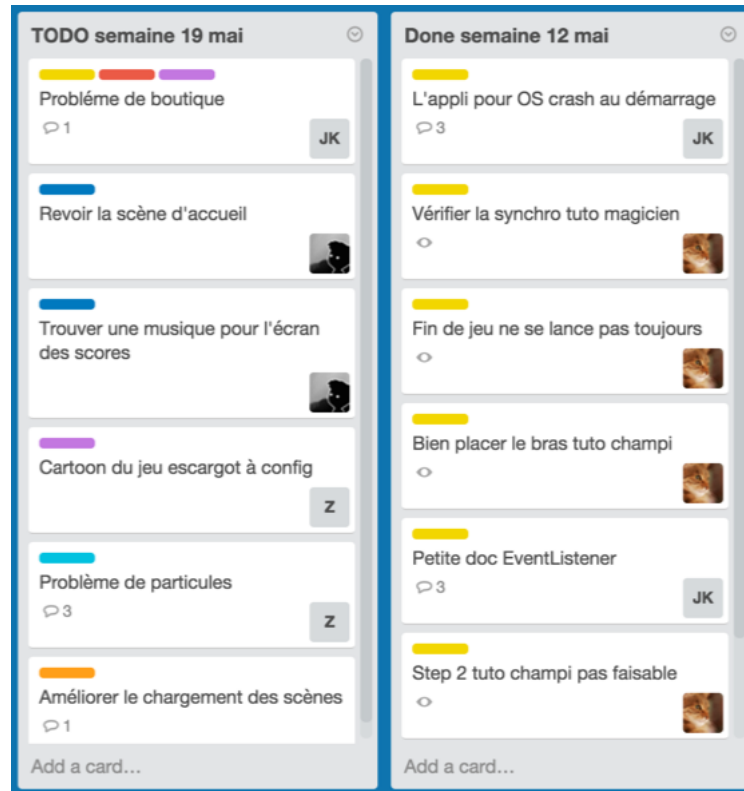 TODO semaine 19 mai
Probléme de boutique
1
JK
Revoir la scène d'accueil
Trouver une musique pour l'écran
des scores
Cartoon du jeu escargot à config
Z
Problème de particules
3
Z
Améliorer le chargement des scènes
1
Add a card...
Done semaine 12 mai
L'appli pour OS crash au démarrage
3
JK
Vérifier la synchro tuto magicien
Fin de jeu ne se lance pas toujours
Bien placer le bras tuto champi
Petite doc EventListener
3
JK
Step 2 tuto champi pas faisable
Add a card...